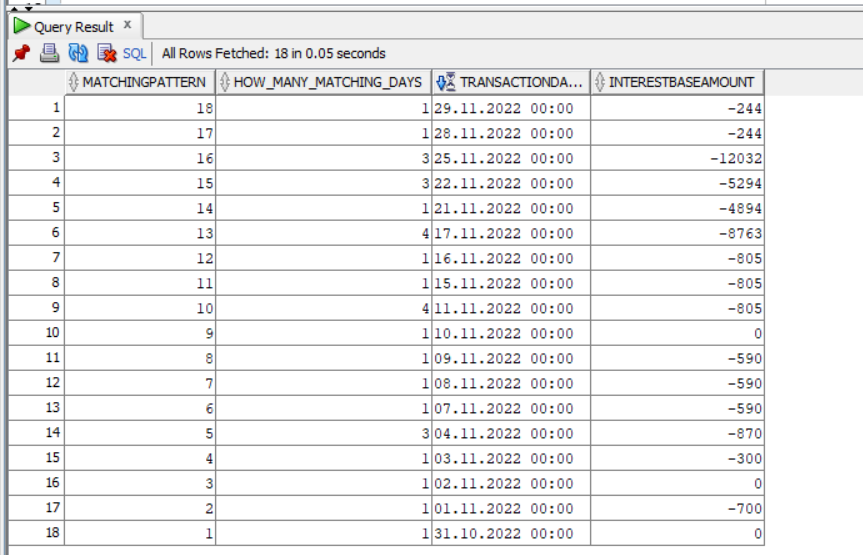 Query Result x
SQL | All Rows Fetched: 18 in 0.05 seconds
MATCHINGPATTERN HOW_MANY_MATCHING_DAYS TRANSACTIONDA... INTERESTBASEAMOUNT
1 18 1 29.11.2022 00:00 -244
2 17 1 28.11.2022 00:00 -244
3 16 3 25.11.2022 00:00 -12032
4 15 3 22.11.2022 00:00 -5294
5 14 1 21.11.2022 00:00 -4894
6 13 4 17.11.2022 00:00 -8763
7 12 1 16.11.2022 00:00 -805
8 11 1 15.11.2022 00:00 -805
9 10 4 11.11.2022 00:00 -805
10 9 1 10.11.2022 00:00 0
11 8 1 09.11.2022 00:00 -590
12 7 1 08.11.2022 00:00 -590
13 6 1 07.11.2022 00:00 -590
14 5 3 04.11.2022 00:00 -870
15 4 1 03.11.2022 00:00 -300
16 3 1 02.11.2022 00:00 0
17 2 1 01.11.2022 00:00 -700
18 1 1 31.10.2022 00:00 0